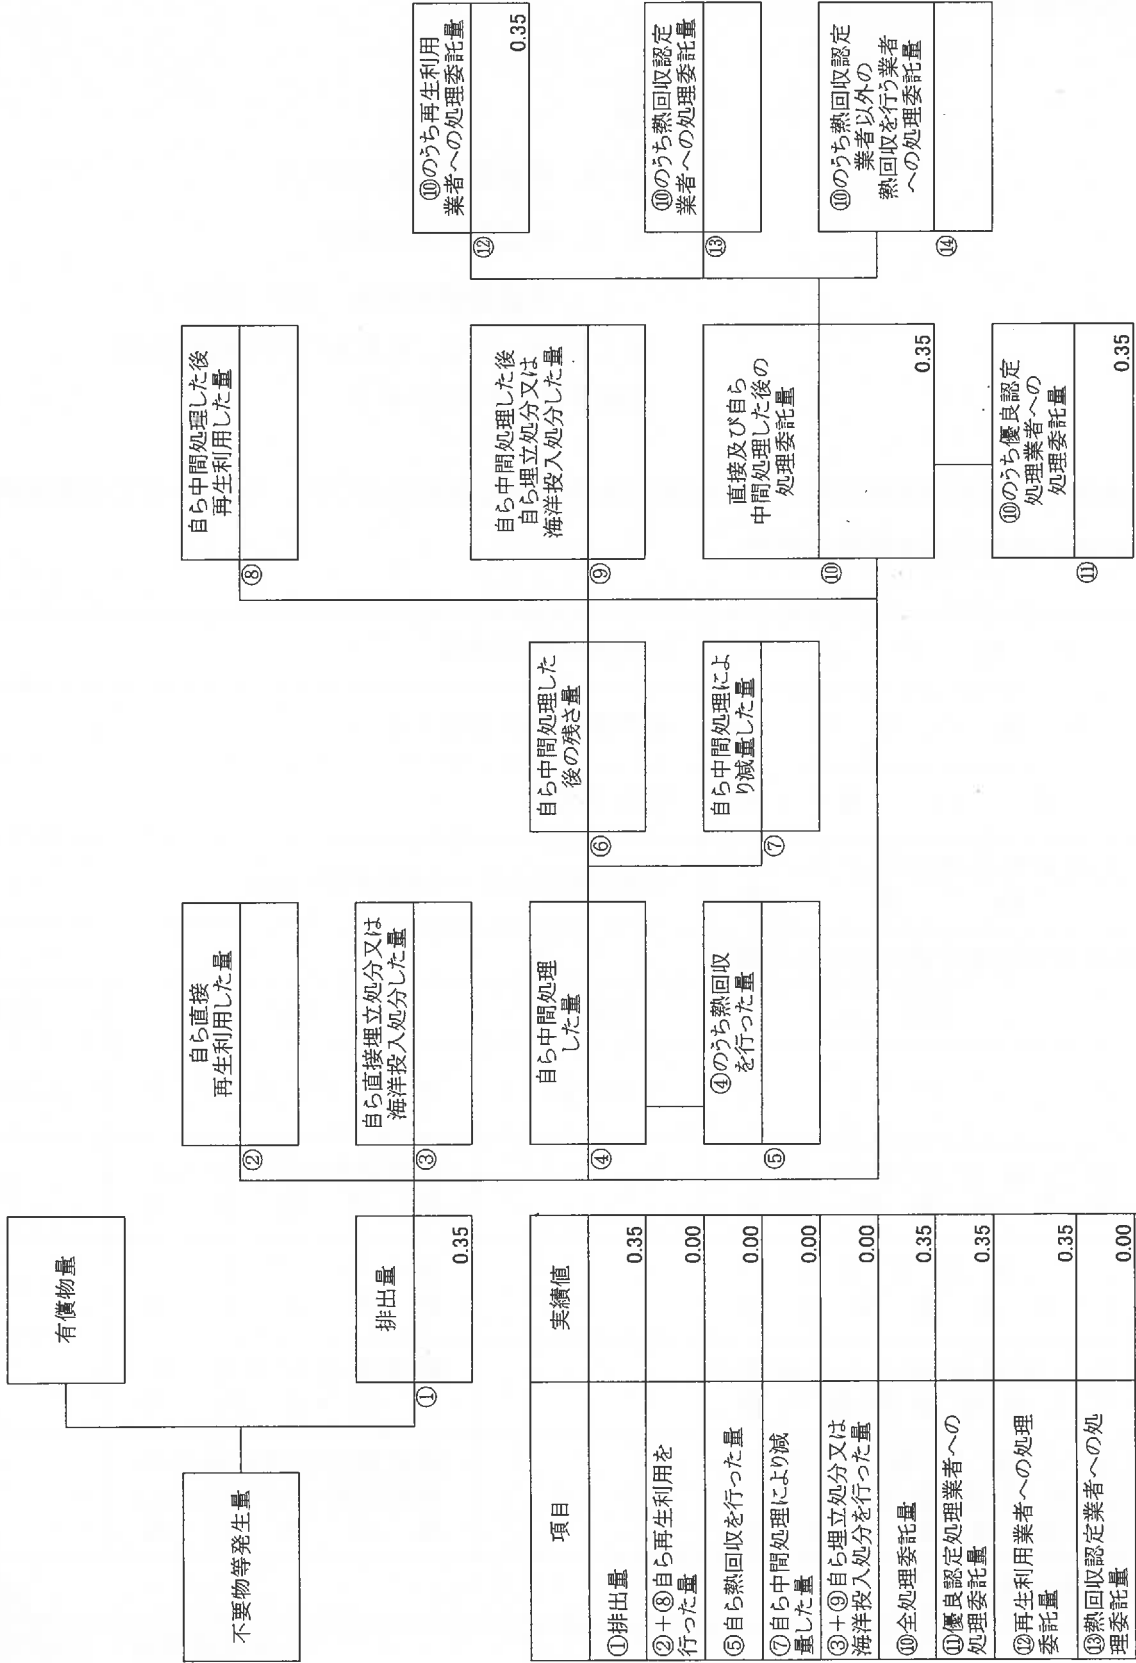 不要物等発生量
有償物量
排出量
①
0.35
自ら直接
再生利用した量
②
自ら直接埋立処分又は
海洋投入処分した量
③
自ら中間処理
した量
④
④のうち熱回収
を行った量
⑤
自ら中間処理した
後の残さ量
⑥
自ら中間処理によ
り減量した量
⑦
自ら中間処理した後
再生利用した量
⑧
自ら中間処理した後
自ら埋立処分又は
海洋投入処分した量
⑨
直接及び自ら
中間処理した後の
処理委託量
⑩
0.35
⑩のうち優良認定
処理業者への
処理委託量
⑪
0.35
⑩のうち再生利用
業者への処理委託量
⑫
0.35
⑩のうち熱回収認定
業者への処理委託量
⑬
⑩のうち熱回収認定
業者以外の
熱回収を行う業者
への処理委託量
⑭
項目 実績値
①排出量 0.35
②+⑧自ら再生利用を
行った量 0.00
⑤自ら熱回収を行った量 0.00
⑦自ら中間処理により減
量した量 0.00
③+⑨自ら埋立処分又は
海洋投入処分を行った量 0.00
⑩全処理委託量 0.35
⑪優良認定処理業者への
処理委託量 0.35
⑫再生利用業者への処理
委託量 0.35
⑬熱回収認定業者への処
理委託量 0.00